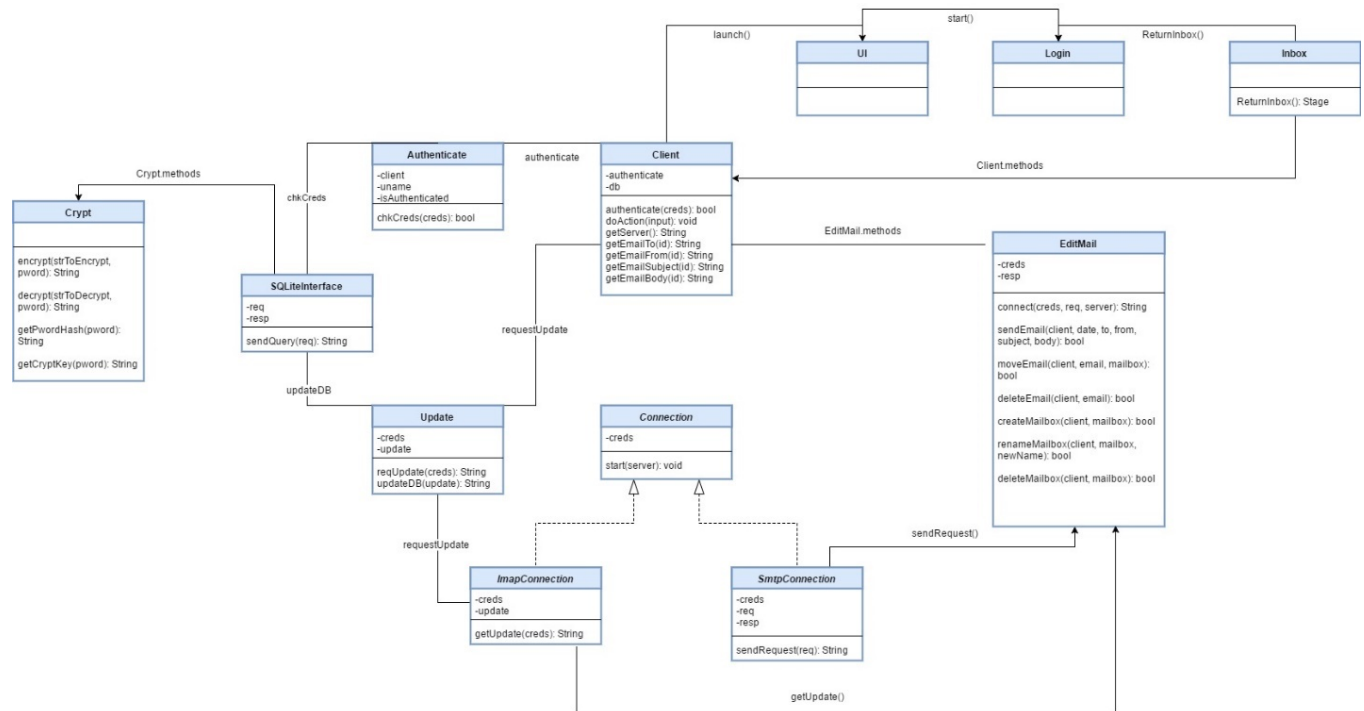 start()
launch()
ReturnInbox()
UI
Login
Inbox
ReturnInbox(): Stage
Authenticate
-client
-uname
-isAuthenticated
chkCreds(creds): bool
authenticate
Client
-authenticate
-db
authenticate(creds): bool
doAction(input): void
getServer(): String
getEmailTo(id): String
getEmailFrom(id): String
getEmailSubject(id): String
getEmailBody(id): String
Client.methods
Crypt.methods
chkCreds
Crypt
encrypt(strToEncrypt,
pword): String
decrypt(strToDecrypt,
pword): String
getPwordHash(pword):
String
getCryptKey(pword): String
EditMail.methods
EditMail
-creds
-resp
connect(creds, req, server): String
sendEmail(client, date, to, from,
subject, body): bool
moveEmail(client, email, mailbox):
bool
deleteEmail(client, email): bool
createMailbox(client, mailbox): bool
renameMailbox(client, mailbox,
newName): bool
deleteMailbox(client, mailbox): bool
SQLiteInterface
-req
-resp
sendQuery(req): String
requestUpdate
updateDB
Update
-creds
-update
reqUpdate(creds): String
updateDB(update): String
Connection
-creds
start(server): void
requestUpdate
sendRequest()
ImapConnection
-creds
-update
getUpdate(creds): String
SmtpConnection
-creds
-req
-resp
sendRequest(req): String
getUpdate()